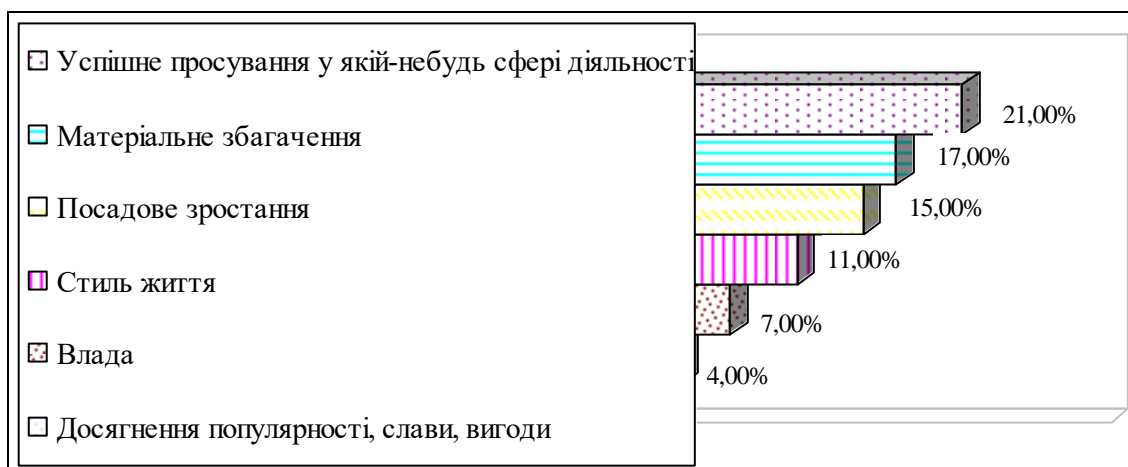 Успішне просування у якій-небудь сфері діяльності
21,00%
Матеріальне збагачення
17,00%
Посадове зростання
15,00%
Стиль життя
11,00%
Влада
7,00%
4,00%
Досягнення популярності, слави, вигоди